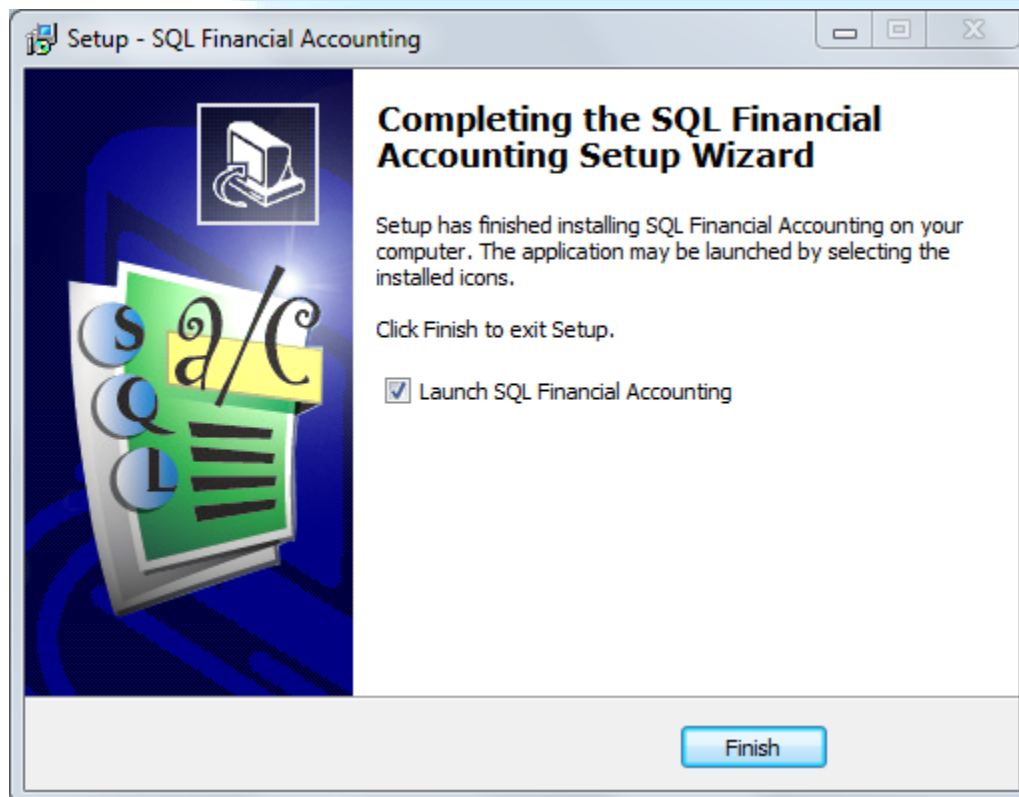 Setup - SQL Financial Accounting
Completing the SQL Financial
Accounting Setup Wizard
Setup has finished installing SQL Financial Accounting on your
computer. The application may be launched by selecting the
installed icons.
Click Finish to exit Setup.
Launch SQL Financial Accounting
S
Q
L
a/c
Finish